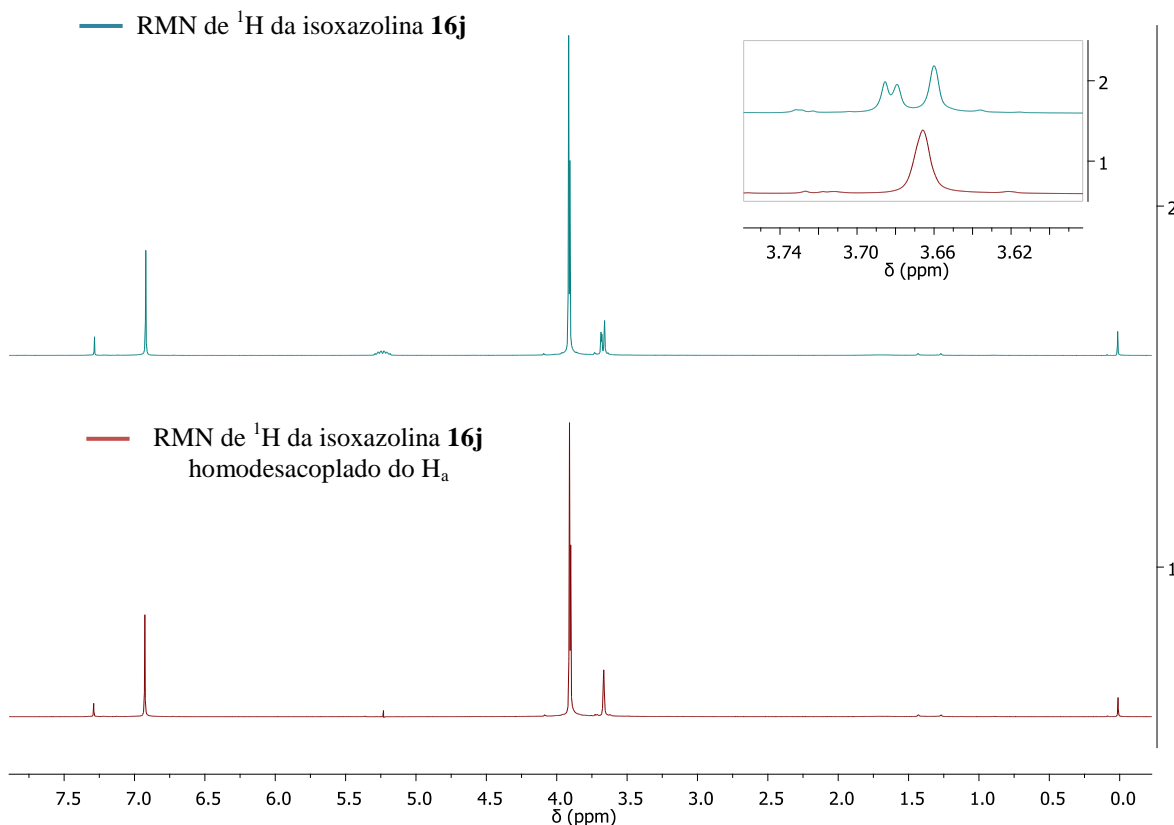 RMN de ¹H da isoxazolina 16j
2
1
3.74 3.70 3.66 3.62
δ (ppm)
2
RMN de ¹H da isoxazolina 16j
homodesacoplado do Hₐ
1
7.5 7.0 6.5 6.0 5.5 5.0 4.5 4.0 3.5 3.0 2.5 2.0 1.5 1.0 0.5 0.0
δ (ppm)